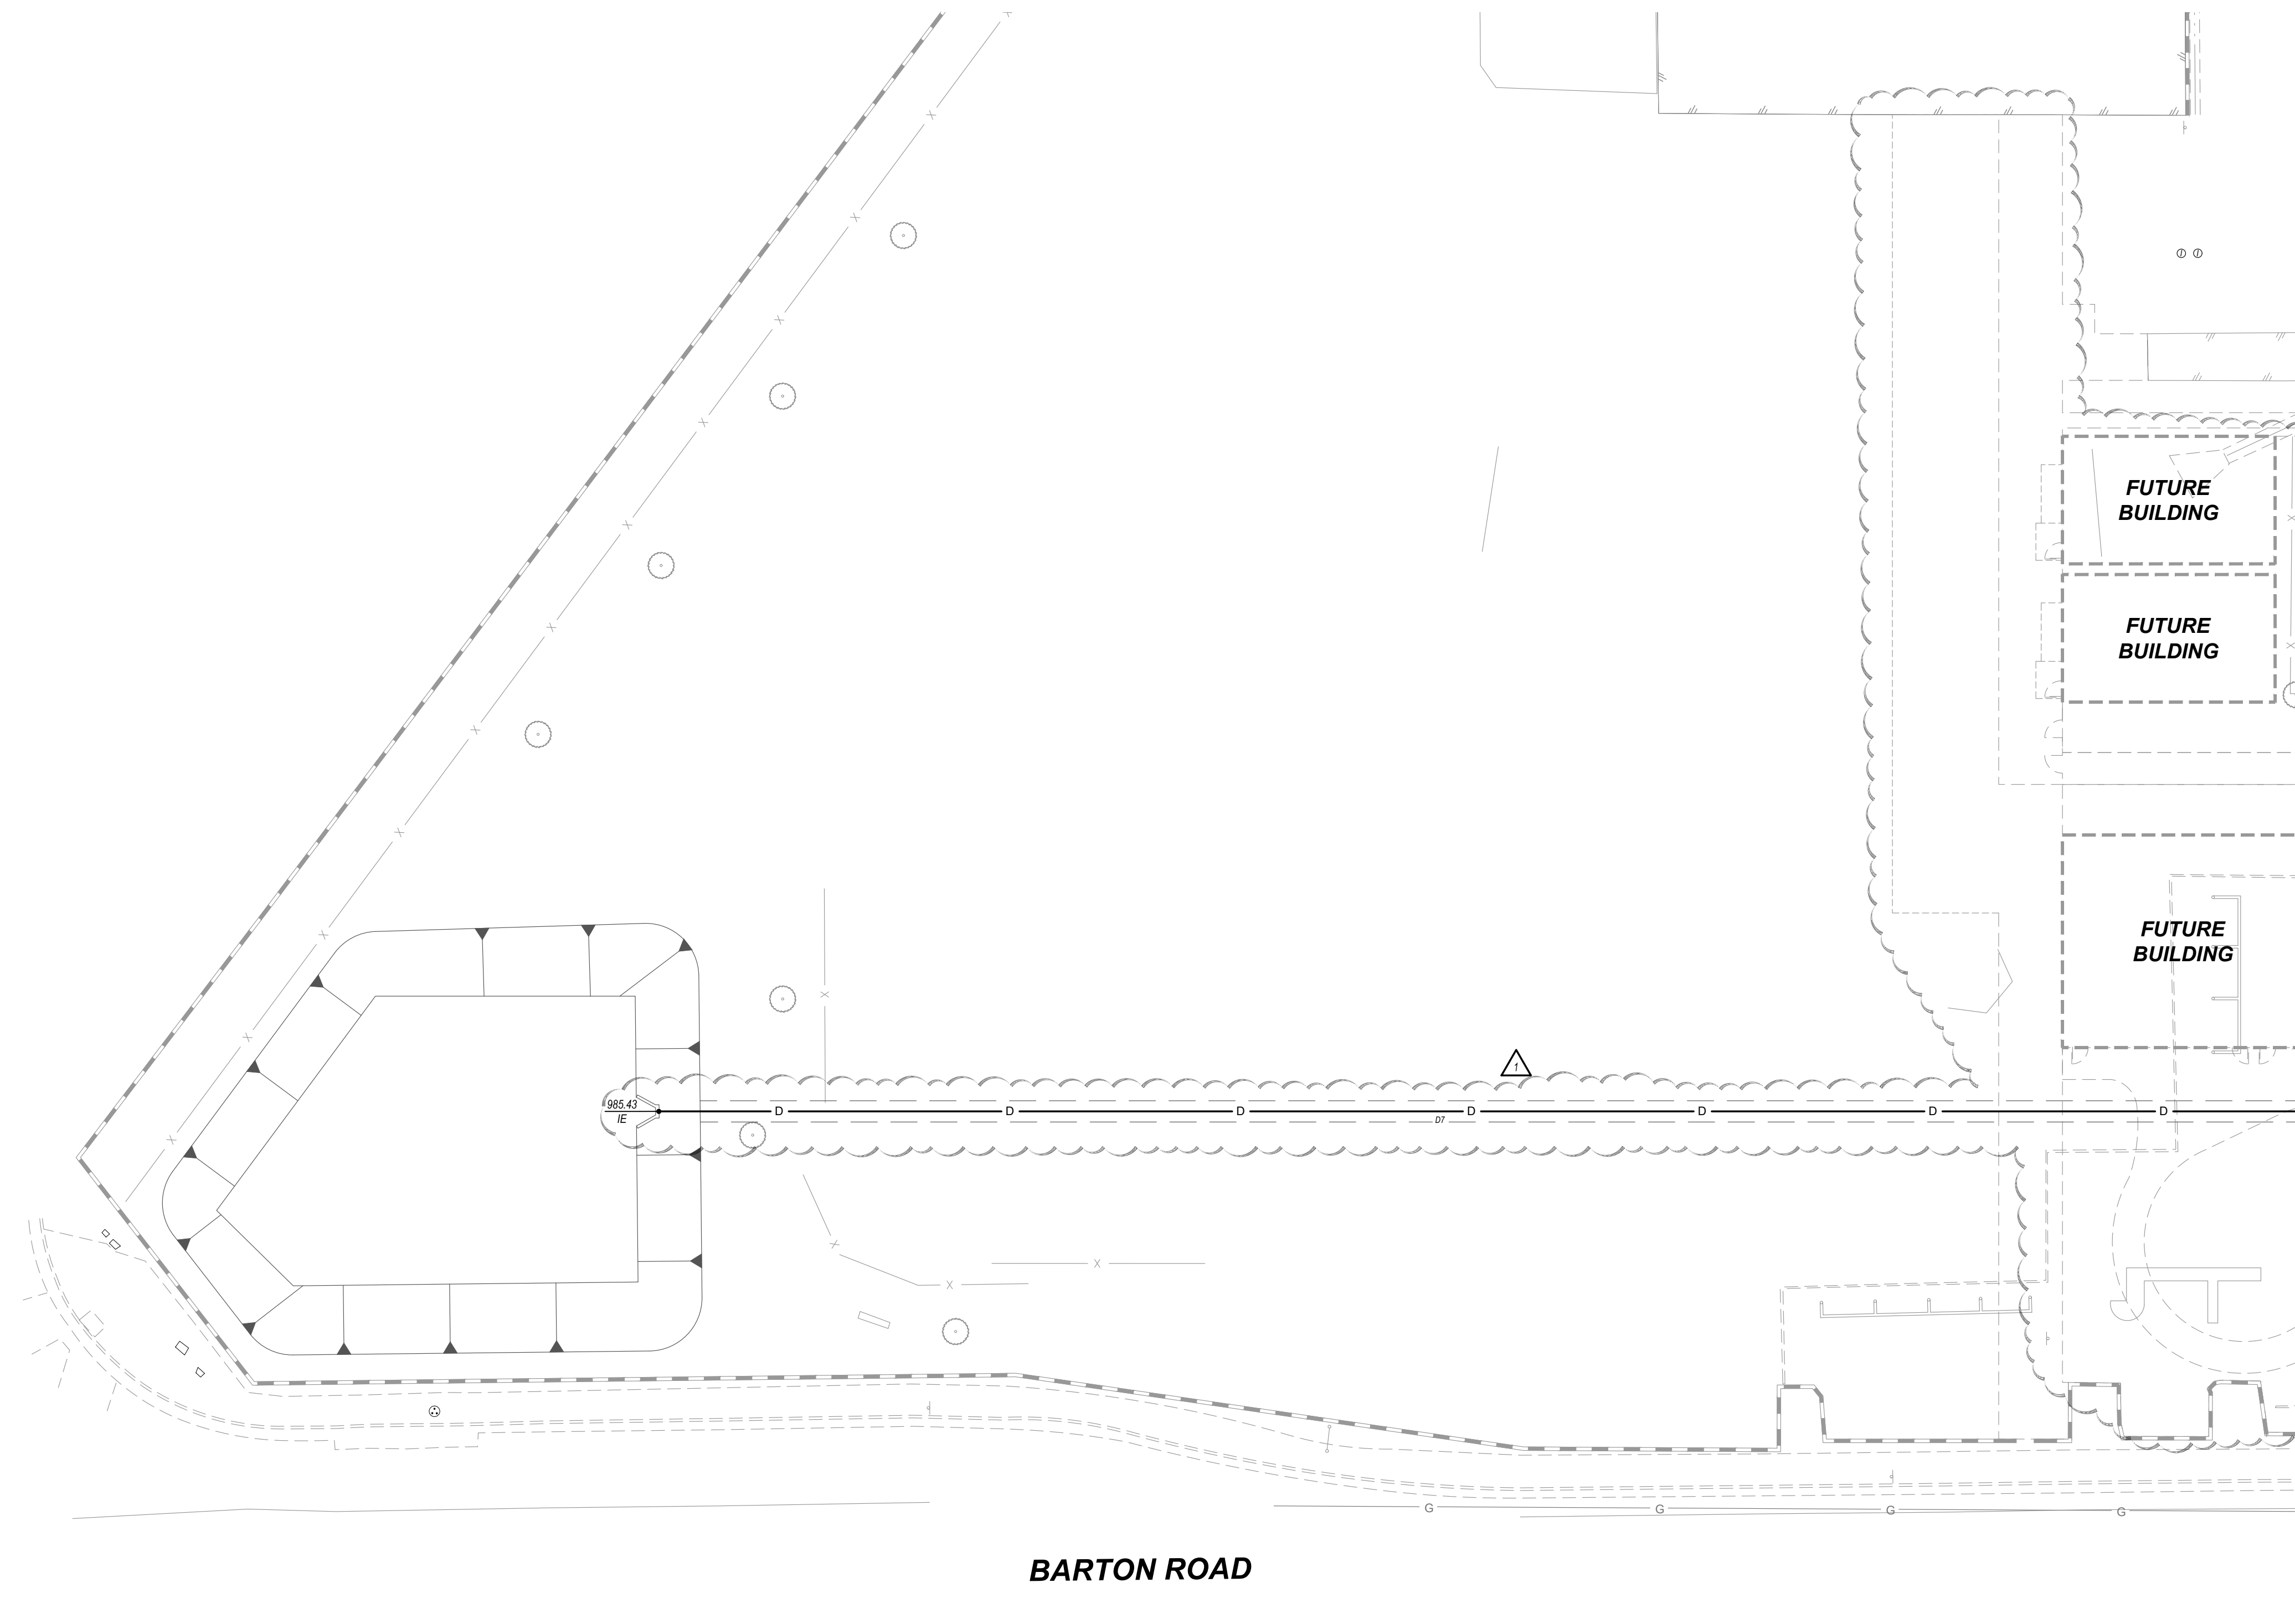 FUTURE
BUILDING
X
FUTURE
BUILDING
X
FUTURE
BUILDING
1
985.43
IE
D D D D D D D
D7
X
X
X
X
G G G G
BARTON ROAD